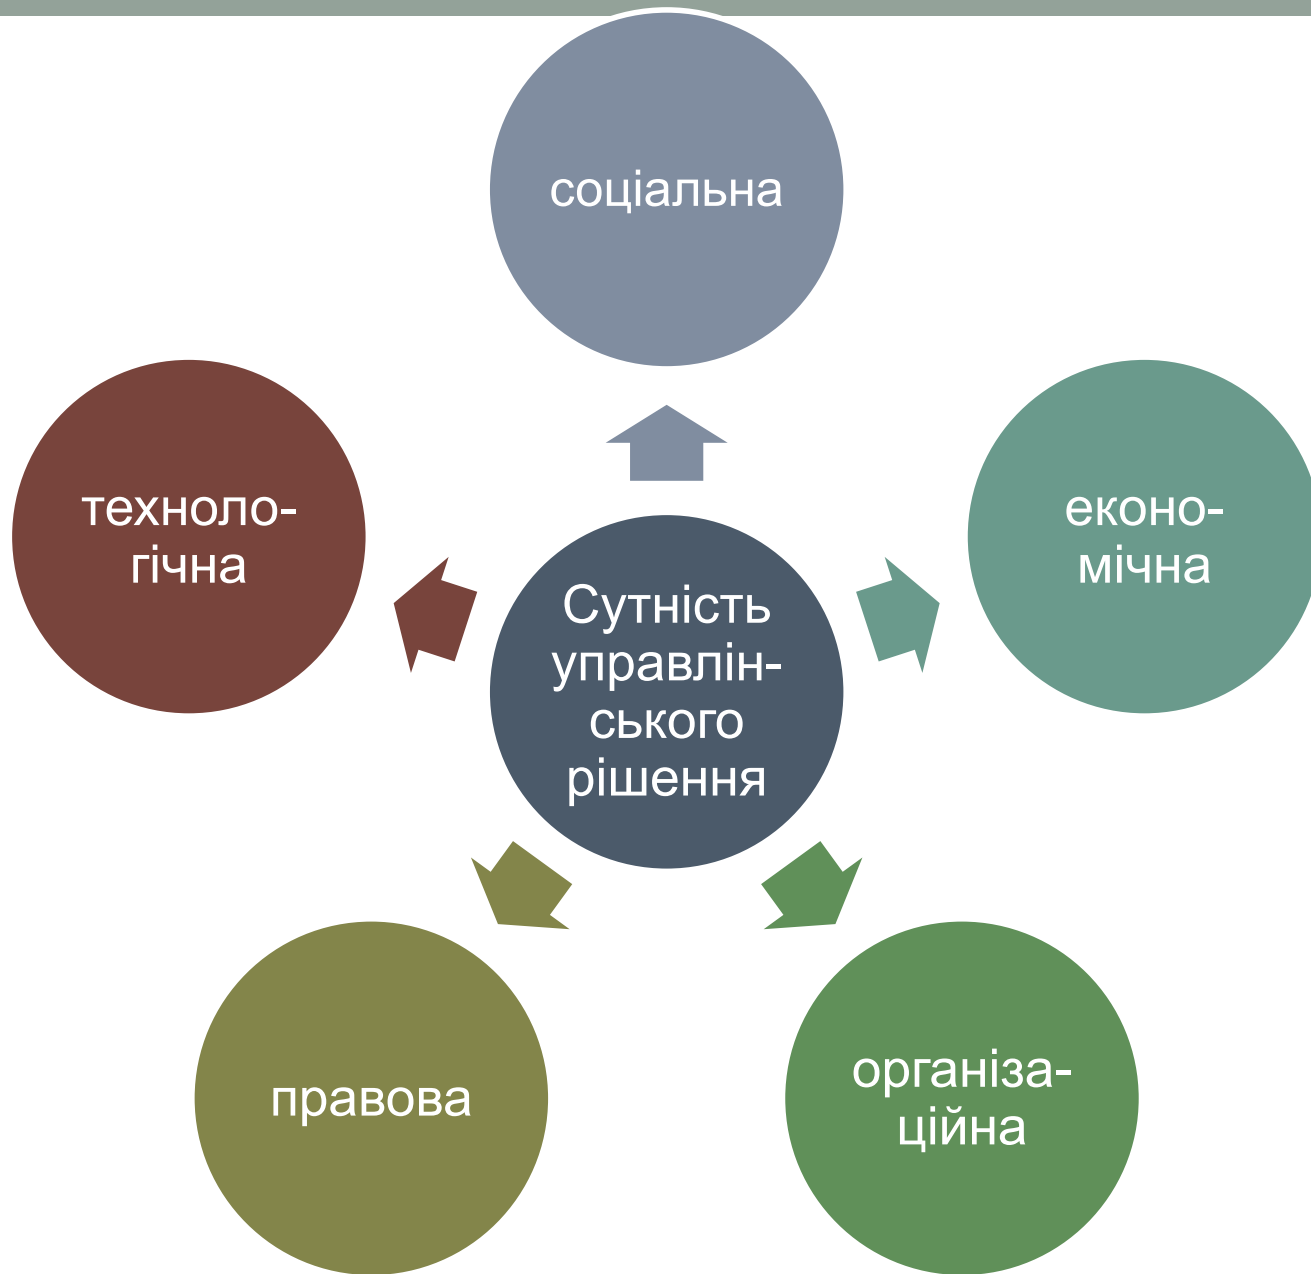 соціальна
техноло-
гічна
еконо-
мічна
Сутність
управлін-
ського
рішення
правова
організа-
ційна